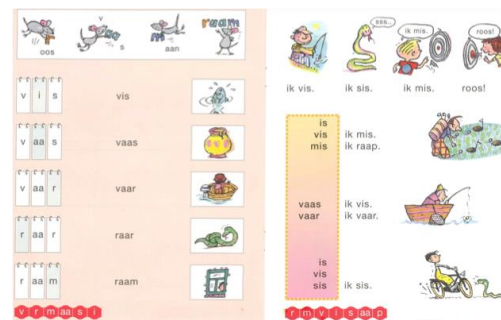 v aa raam
oos s m aan
v i s vis
v aa s vaas
v aa r vaar
r aa r raar
r aa m raam
v r m aa s i
sss... ik mis. roos!
ik vis. ik sis. ik mis. roos!
is
vis ik mis.
mis ik raap.
vaas ik vis.
vaar ik vaar.
is
vis
sis ik sis.
r m v i s aa p